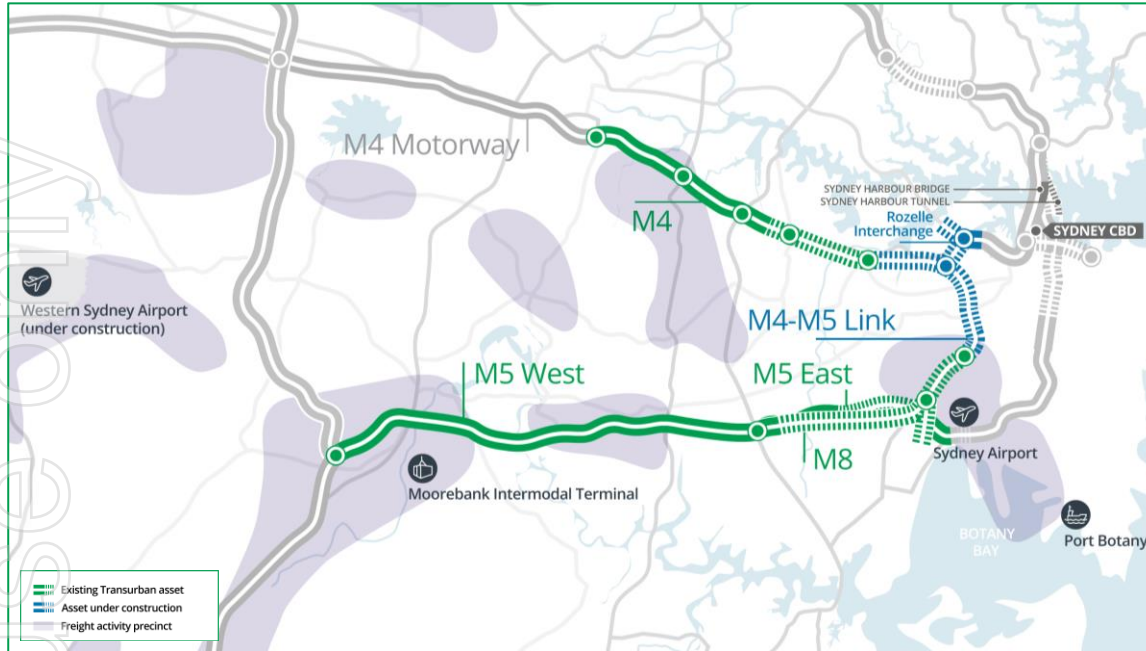 M4 Motorway
SYDNEY HARBOUR BRIDGE
SYDNEY HARBOUR TUNNEL
Rozelle
Interchange
SYDNEY CBD
M4
Western Sydney Airport
(under construction)
M4-M5 Link
M5 West
M5 East
M8
Sydney Airport
Moorebank Intermodal Terminal
BOTANY
BAY
Port Botany
Existing Transurban asset
Asset under construction
Freight activity precinct